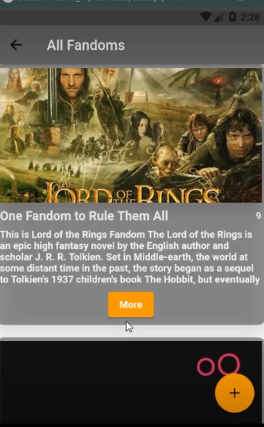 2:28
All Fandoms
THE
LORD OF THE RINGS
One Fandom to Rule Them All 9
This is Lord of the Rings Fandom The Lord of the Rings is
an epic high fantasy novel by the English author and
scholar J. R. R. Tolkien. Set in Middle-earth, the world at
some distant time in the past, the story began as a sequel
to Tolkien's 1937 children's book The Hobbit, but eventually
More